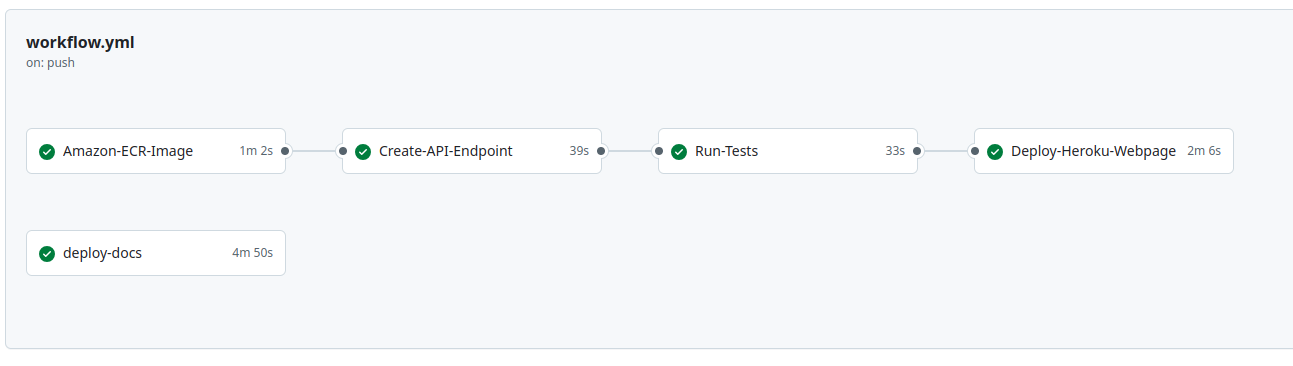 workflow.yml
on: push
Amazon-ECR-Image 1m 2s
Create-API-Endpoint 39s
Run-Tests 33s
Deploy-Heroku-Webpage 2m 6s
deploy-docs 4m 50s